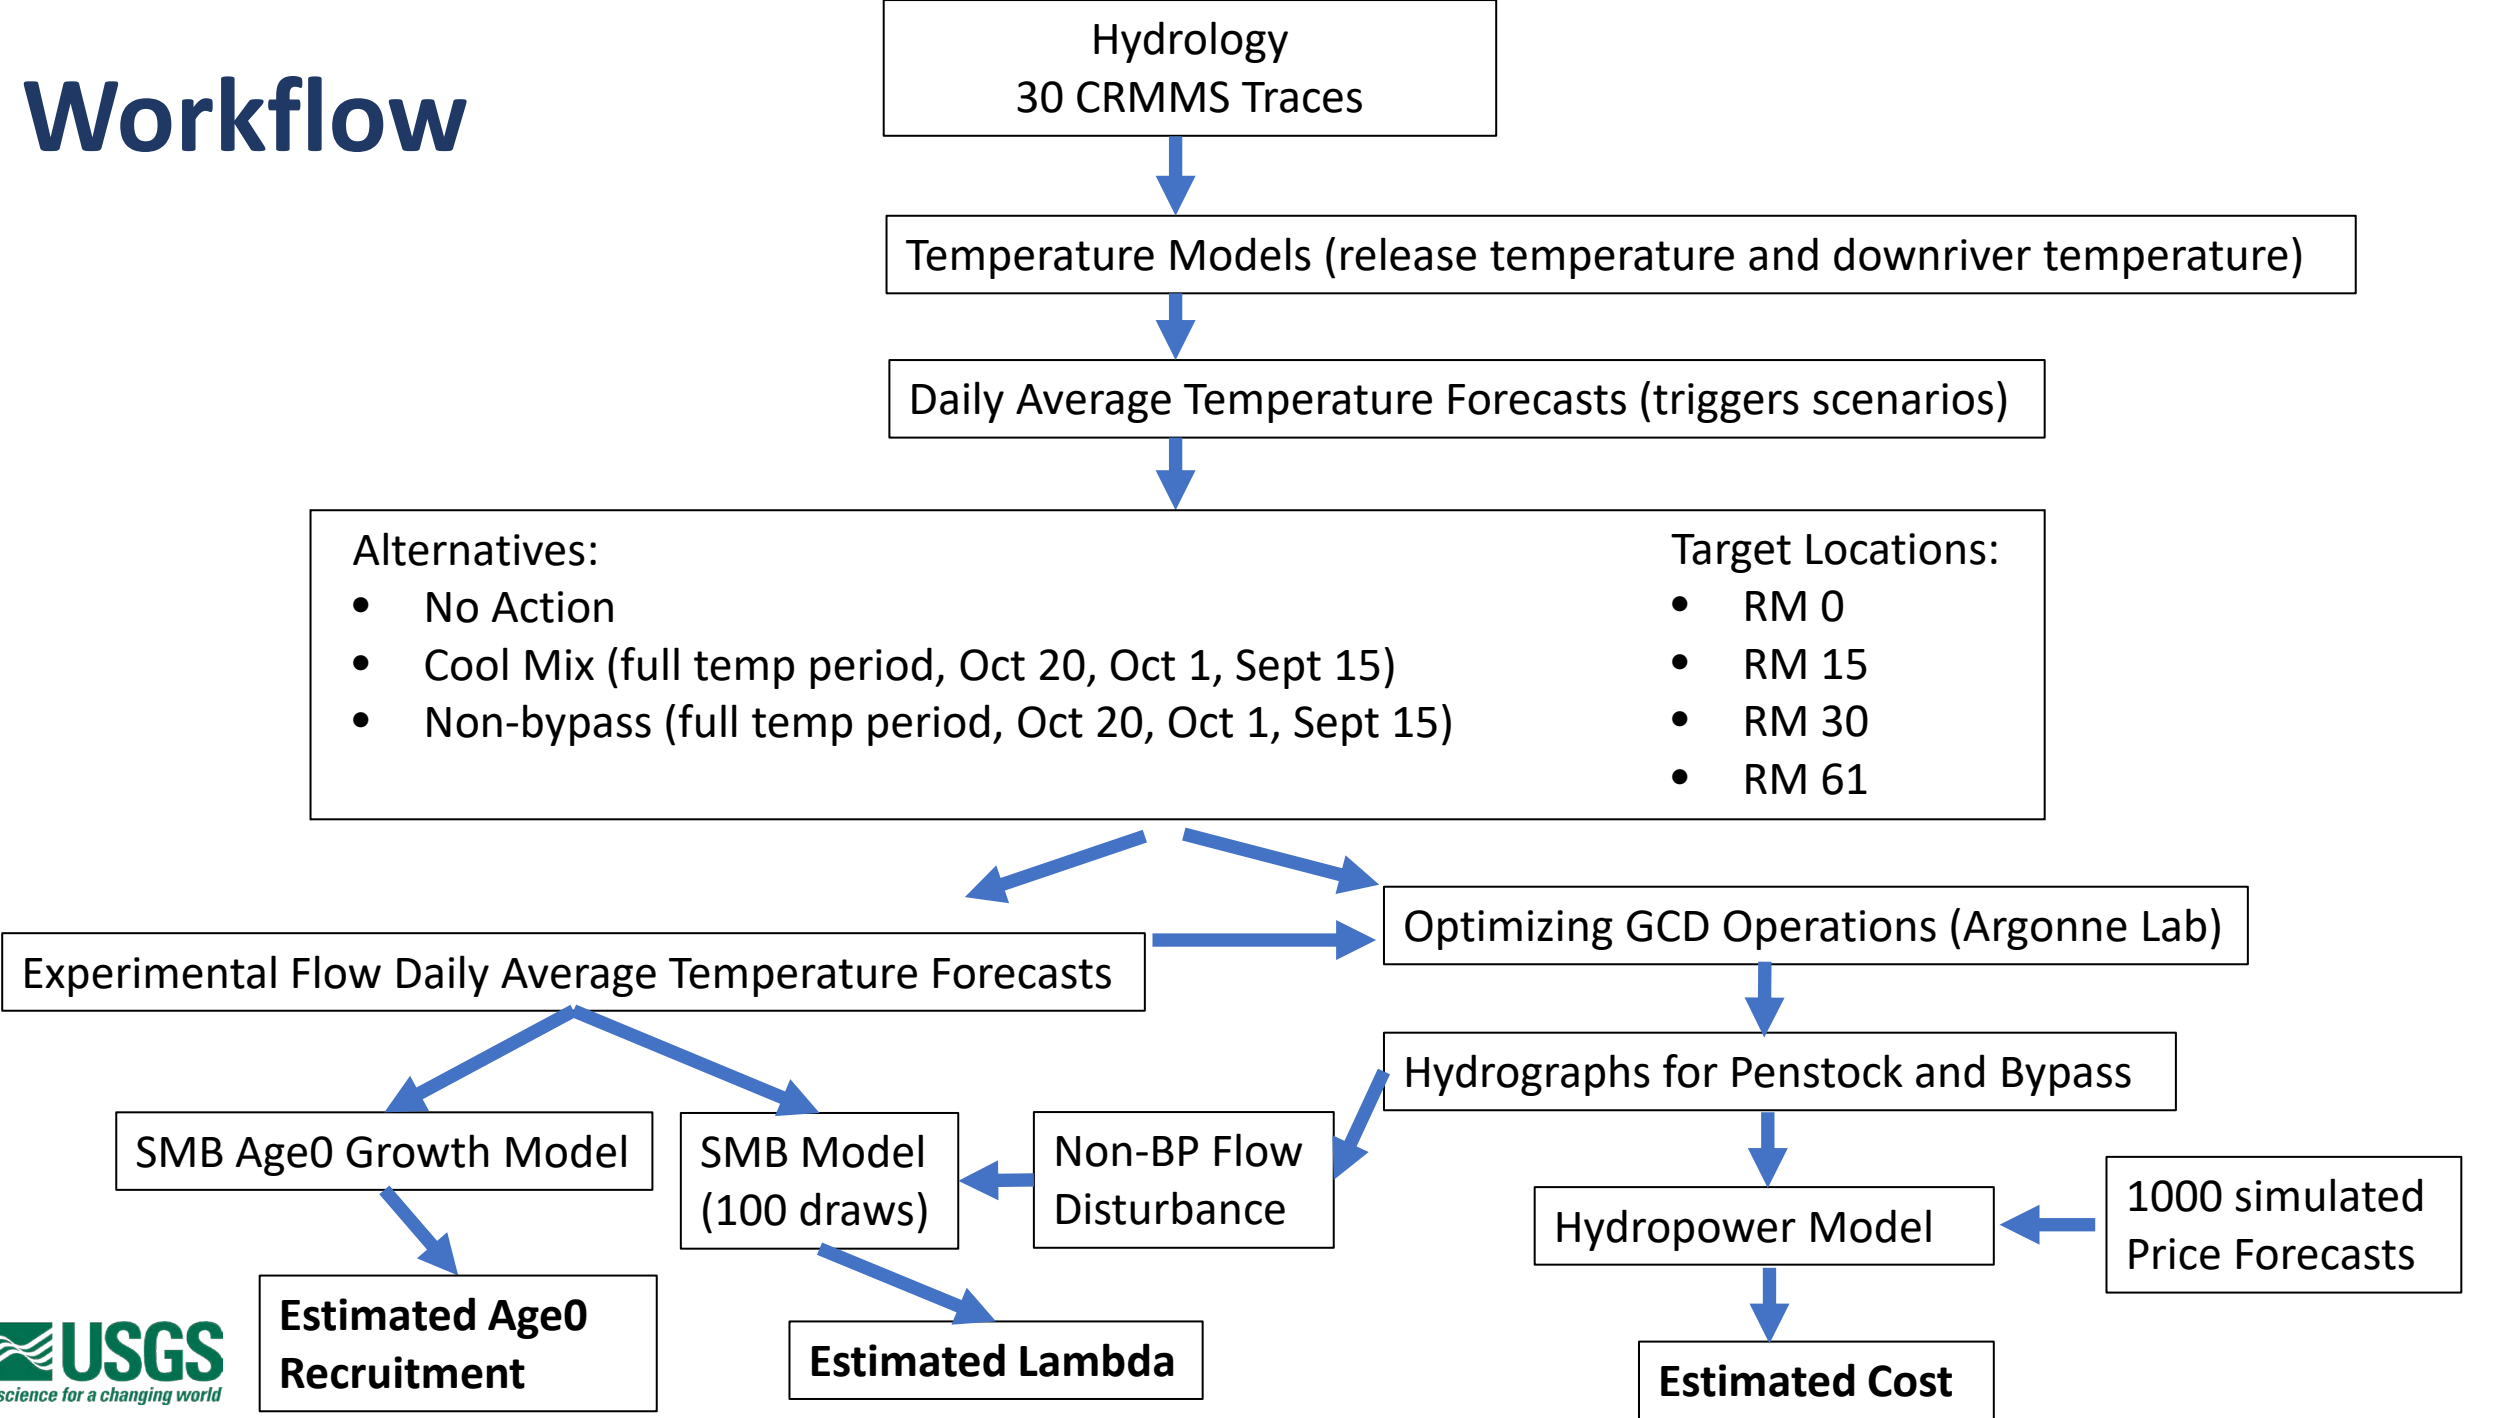 Workflow
Hydrology
30 CRMMS Traces
Temperature Models (release temperature and downriver temperature)
Daily Average Temperature Forecasts (triggers scenarios)
Alternatives:
• No Action
• Cool Mix (full temp period, Oct 20, Oct 1, Sept 15)
• Non-bypass (full temp period, Oct 20, Oct 1, Sept 15)
Target Locations:
• RM 0
• RM 15
• RM 30
• RM 61
Optimizing GCD Operations (Argonne Lab)
Experimental Flow Daily Average Temperature Forecasts
Hydrographs for Penstock and Bypass
SMB Age0 Growth Model
SMB Model
(100 draws)
Non-BP Flow
Disturbance
Hydropower Model
1000 simulated
Price Forecasts
Estimated Age0
Recruitment
Estimated Lambda
Estimated Cost
USGS
science for a changing world